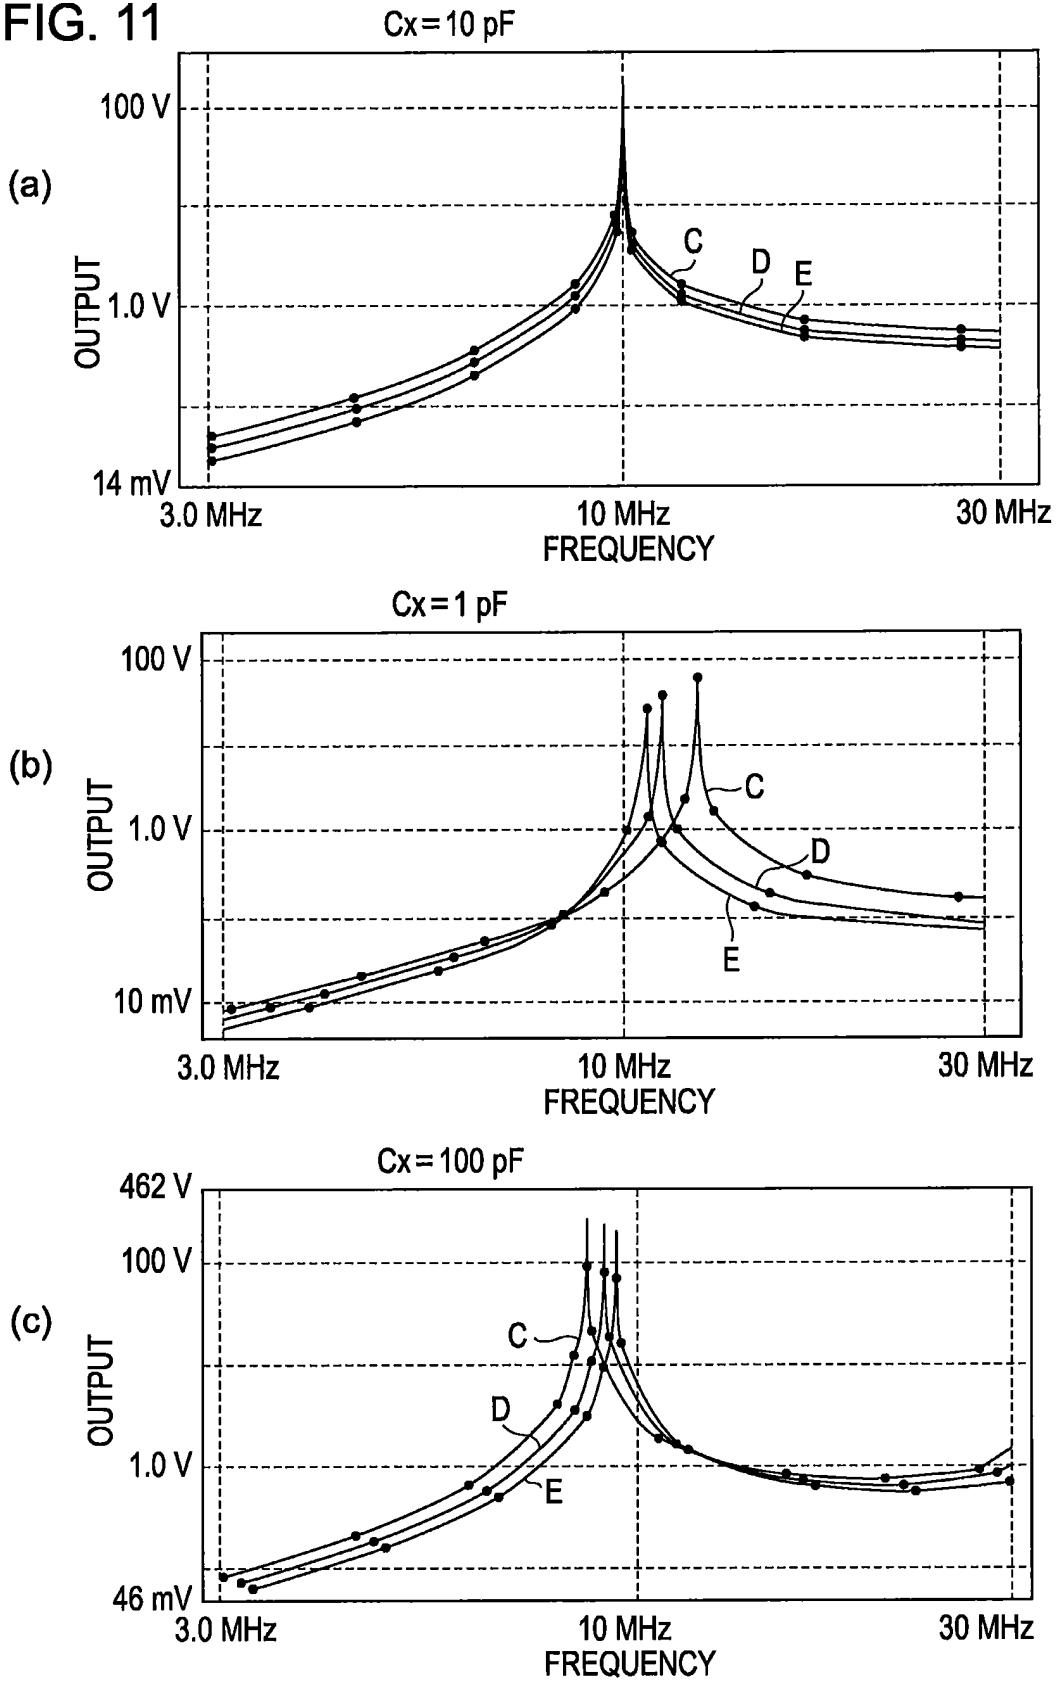 FIG. 11
Cx=10 pF
(a)
OUTPUT
100 V
1.0 V
14 mV
C
D
E
3.0 MHz
10 MHz
30 MHz
FREQUENCY
Cx=1 pF
(b)
OUTPUT
100 V
1.0 V
10 mV
C
D
E
3.0 MHz
10 MHz
30 MHz
FREQUENCY
Cx=100 pF
(c)
OUTPUT
462 V
100 V
1.0 V
46 mV
C
D
E
3.0 MHz
10 MHz
30 MHz
FREQUENCY